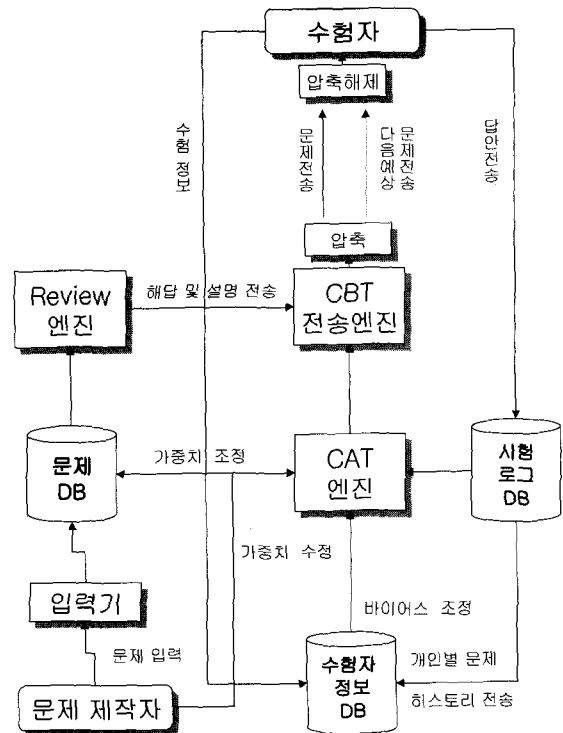 수험자
압축해제
수험 정보
문제전송
다음예상
문제전송
답안전송
압축
Review
엔진
해답 및 설명 전송
CBT
전송엔진
문제
DB
가중치 조정
CAT
엔진
시험
로그
DB
가중치 수정
입력기
바이어스 조정
문제 입력
수험자
정보
DB
개인별 문제
히스토리 전송
문제 제작자